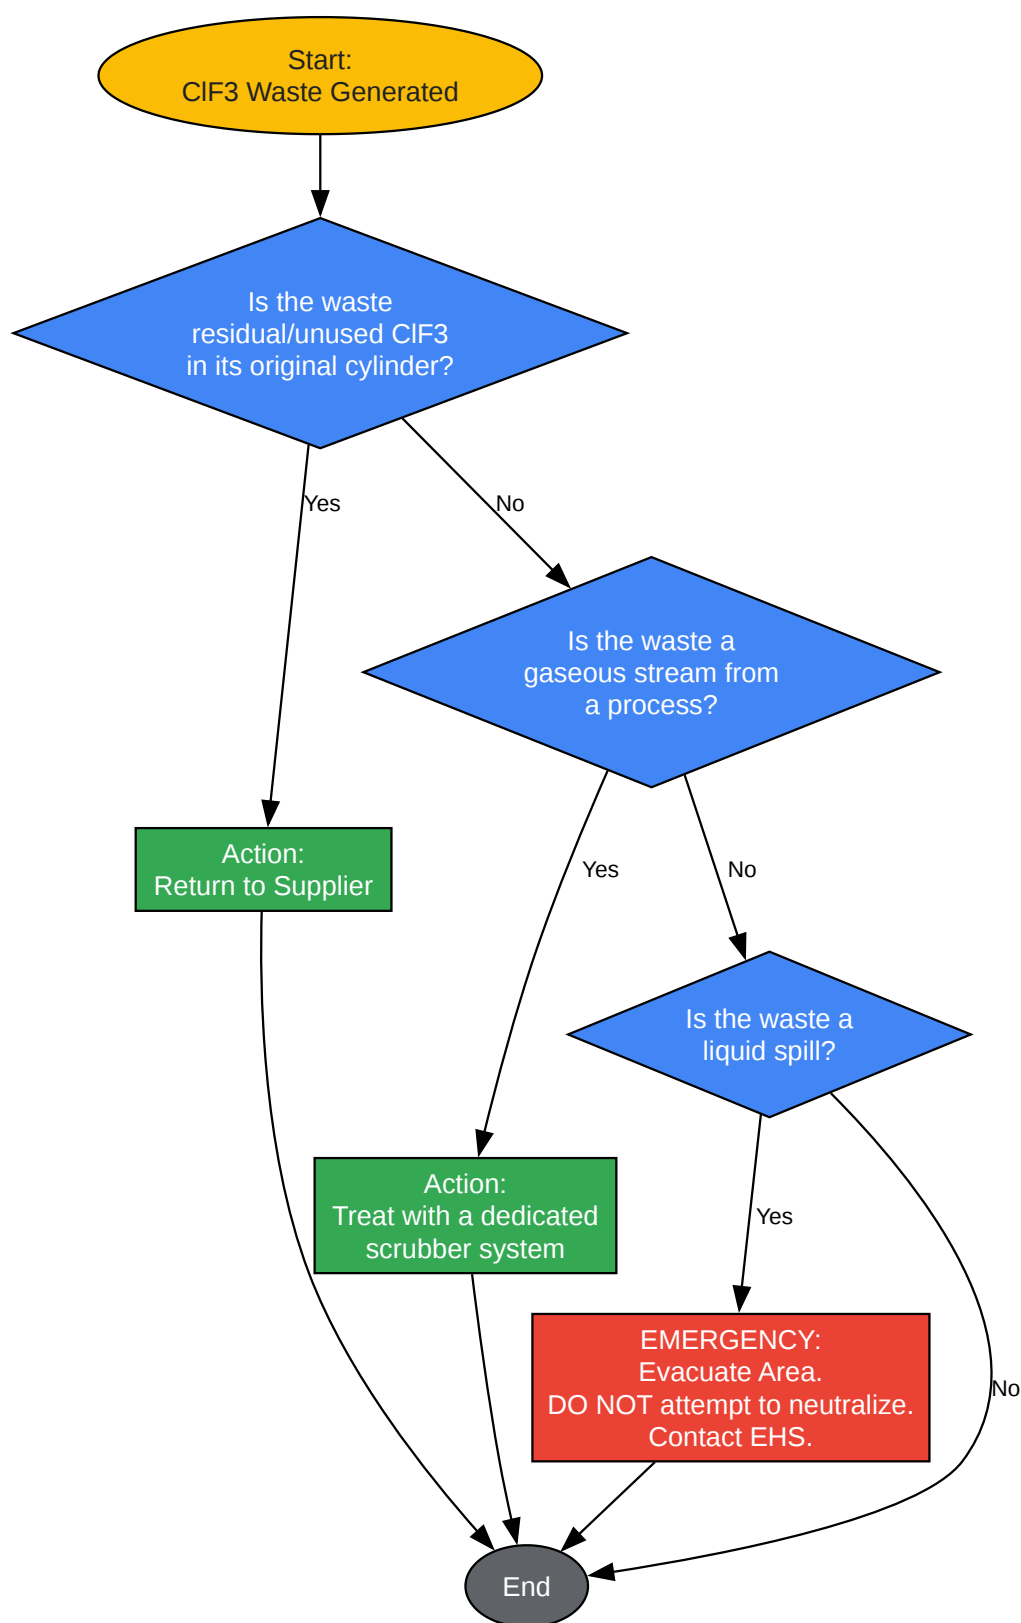 Start:
ClF3 Waste Generated
Is the waste
residual/unused ClF3
in its original cylinder?
Yes
No
Is the waste a
gaseous stream from
a process?
Action:
Return to Supplier
Yes
No
Is the waste a
liquid spill?
Action:
Treat with a dedicated
scrubber system
Yes
EMERGENCY:
Evacuate Area.
DO NOT attempt to neutralize.
Contact EHS.
No
End